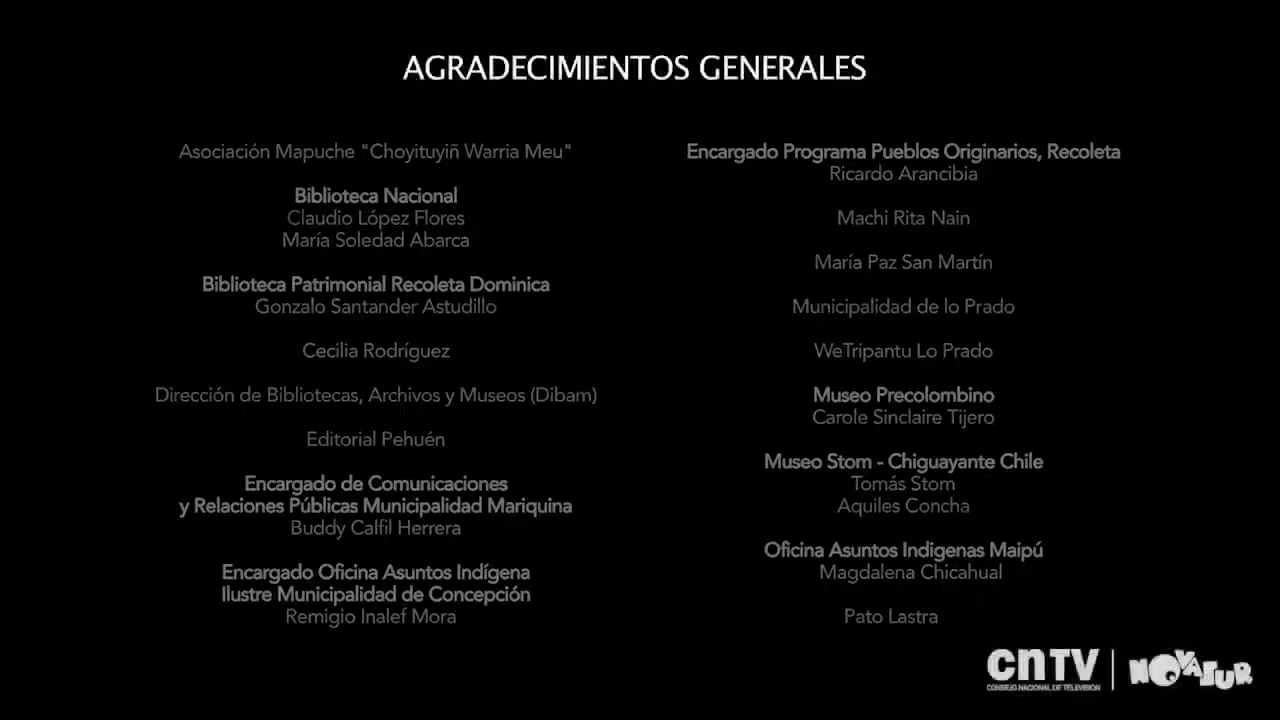 AGRADECIMIENTOS GENERALES
Asociación Mapuche "Choyituyiñ Warria Meu"
Biblioteca Nacional
Claudio López Flores
María Soledad Abarca
Biblioteca Patrimonial Recoleta Dominica
Gonzalo Santander Astudillo
Cecilia Rodríguez
Dirección de Bibliotecas, Archivos y Museos (Dibam)
Editorial Pehuén
Encargado de Comunicaciones
y Relaciones Públicas Municipalidad Mariquina
Buddy Calfil Herrera
Encargado Oficina Asuntos Indígena
Ilustre Municipalidad de Concepción
Remigio Inalef Mora
Encargado Programa Pueblos Originarios, Recoleta
Ricardo Arancibia
Machi Rita Nain
María Paz San Martín
Municipalidad de lo Prado
WeTripantu Lo Prado
Museo Precolombino
Carole Sinclaire Tijero
Museo Stom - Chiguayante Chile
Tomás Stom
Aquiles Concha
Oficina Asuntos Indigenas Maipú
Magdalena Chicahual
Pato Lastra
cnTV
CONSEJO NACIONAL DE TELEVISION
NOVASUR